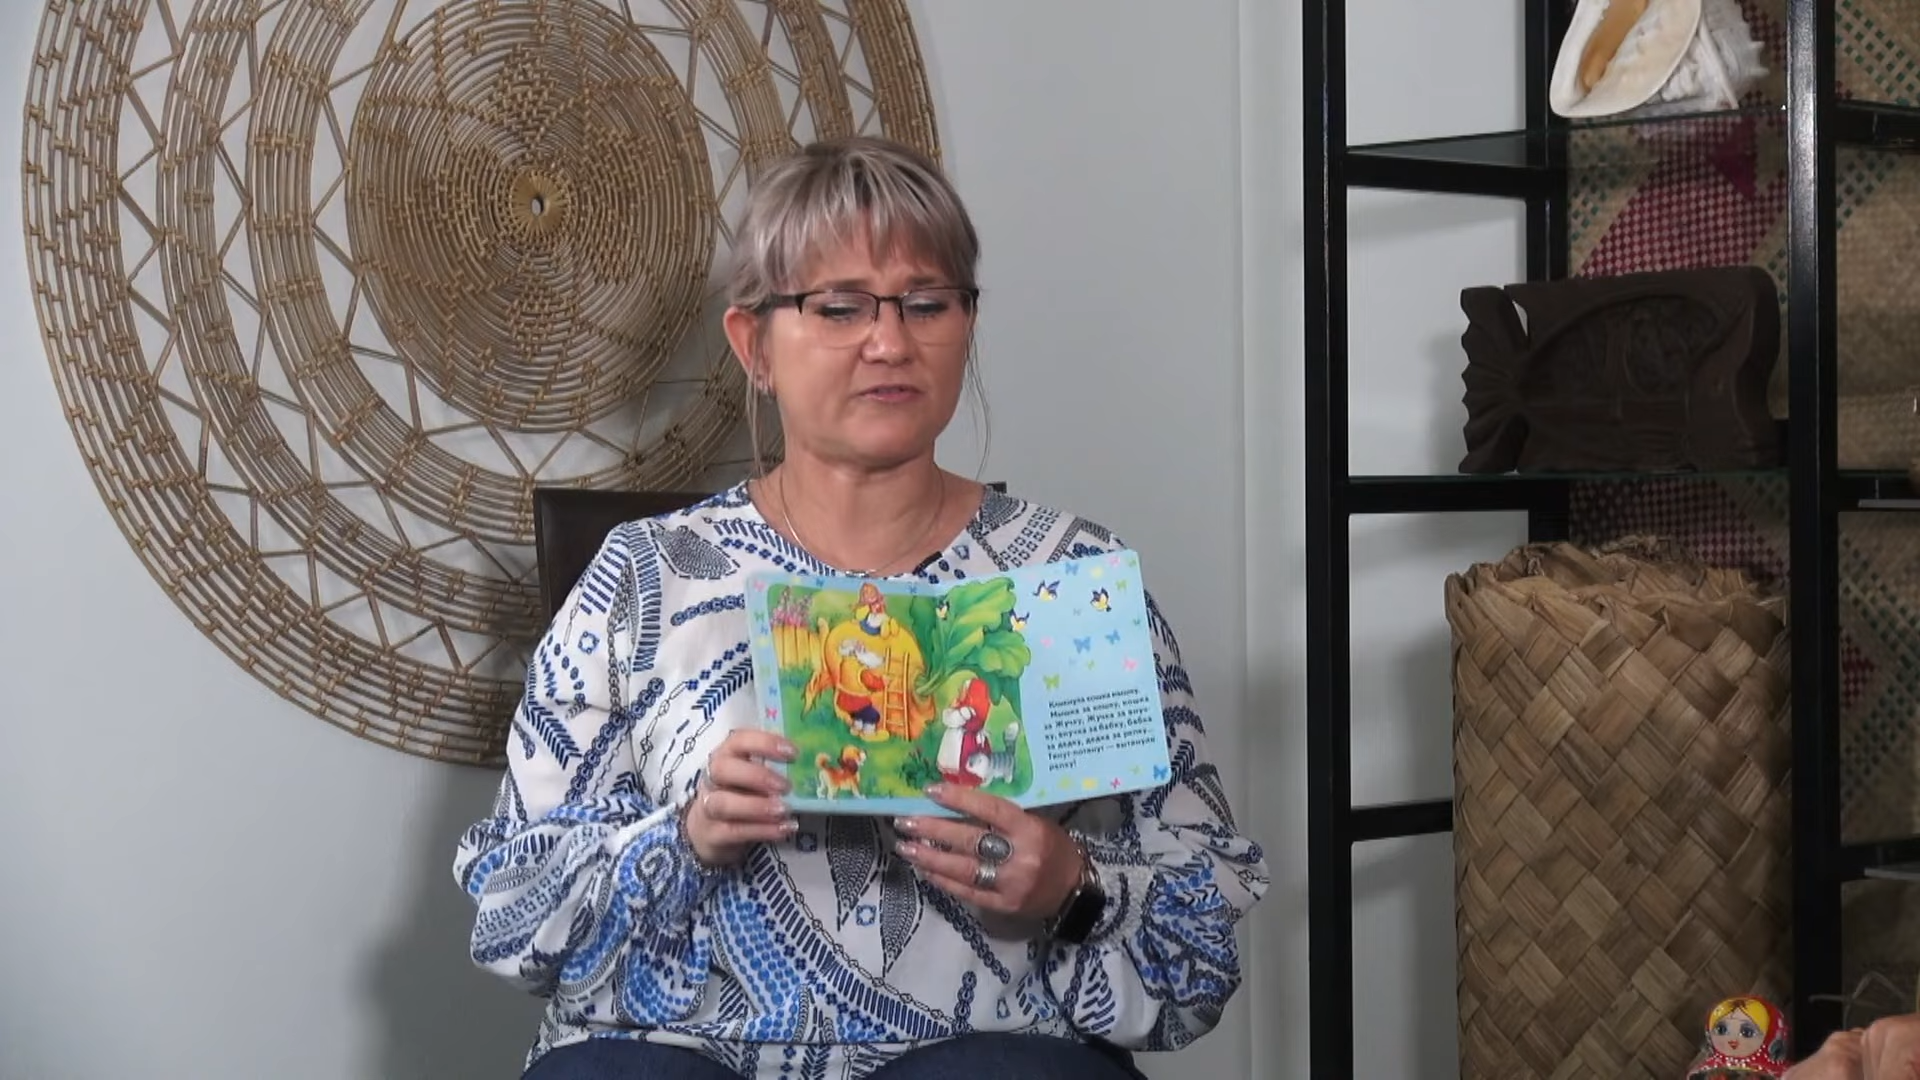 Кликнула кошка мышку.
Мышка за кошку, кошка
за Жучку, Жучка за внуч-
ку, внучка за бабку, бабка
за дедку, дедка за репку...
Тянут-потянут — вытянули
репку!